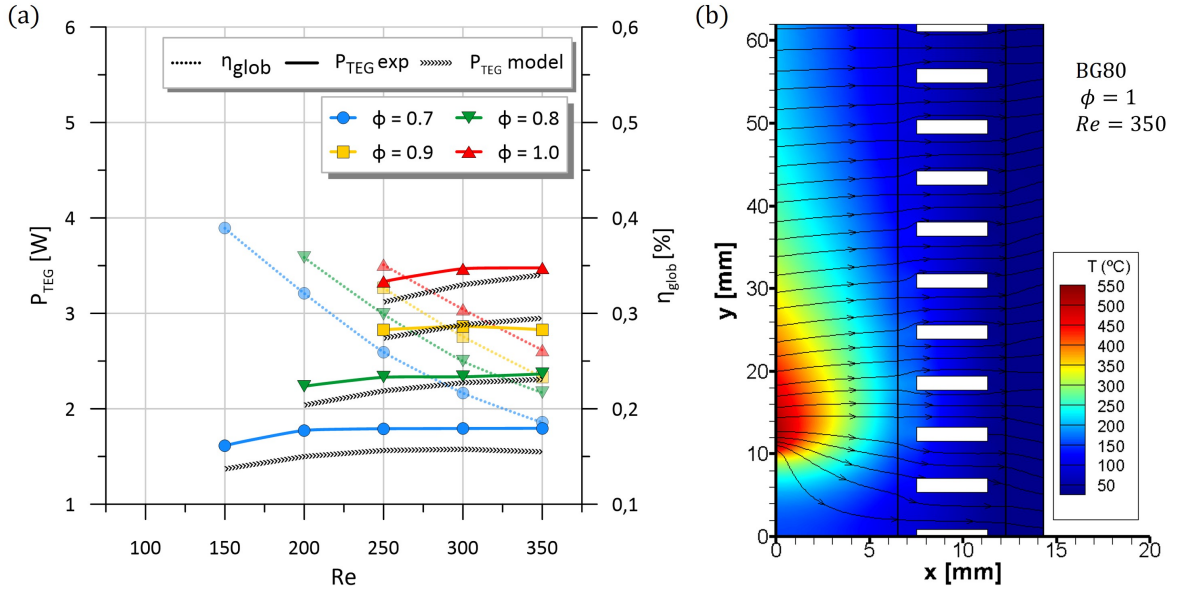 (a)
6
5
4
3
2
1
P_TEG [W]
100 150 200 250 300 350
Re
0,6
0,5
0,4
0,3
0,2
0,1
η_glob [%]
η_glob P_TEG exp P_TEG model
ϕ = 0.7 ϕ = 0.8
ϕ = 0.9 ϕ = 1.0
(b)
60
50
40
30
20
10
0
y [mm]
0 5 10 15 20
x [mm]
BG80
ϕ = 1
Re = 350
T (ºC)
550
500
450
400
350
300
250
200
150
100
50